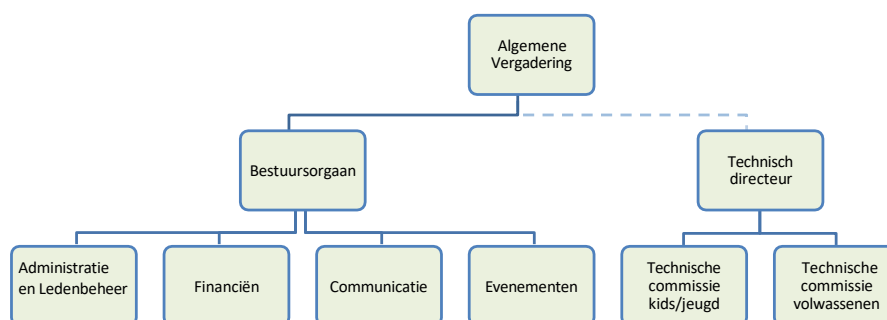 Algemene
Vergadering
Bestuursorgaan
Technisch
directeur
Administratie
en Ledenbeheer
Financiën
Communicatie
Evenementen
Technische
commissie
kids/jeugd
Technische
commissie
volwassenen